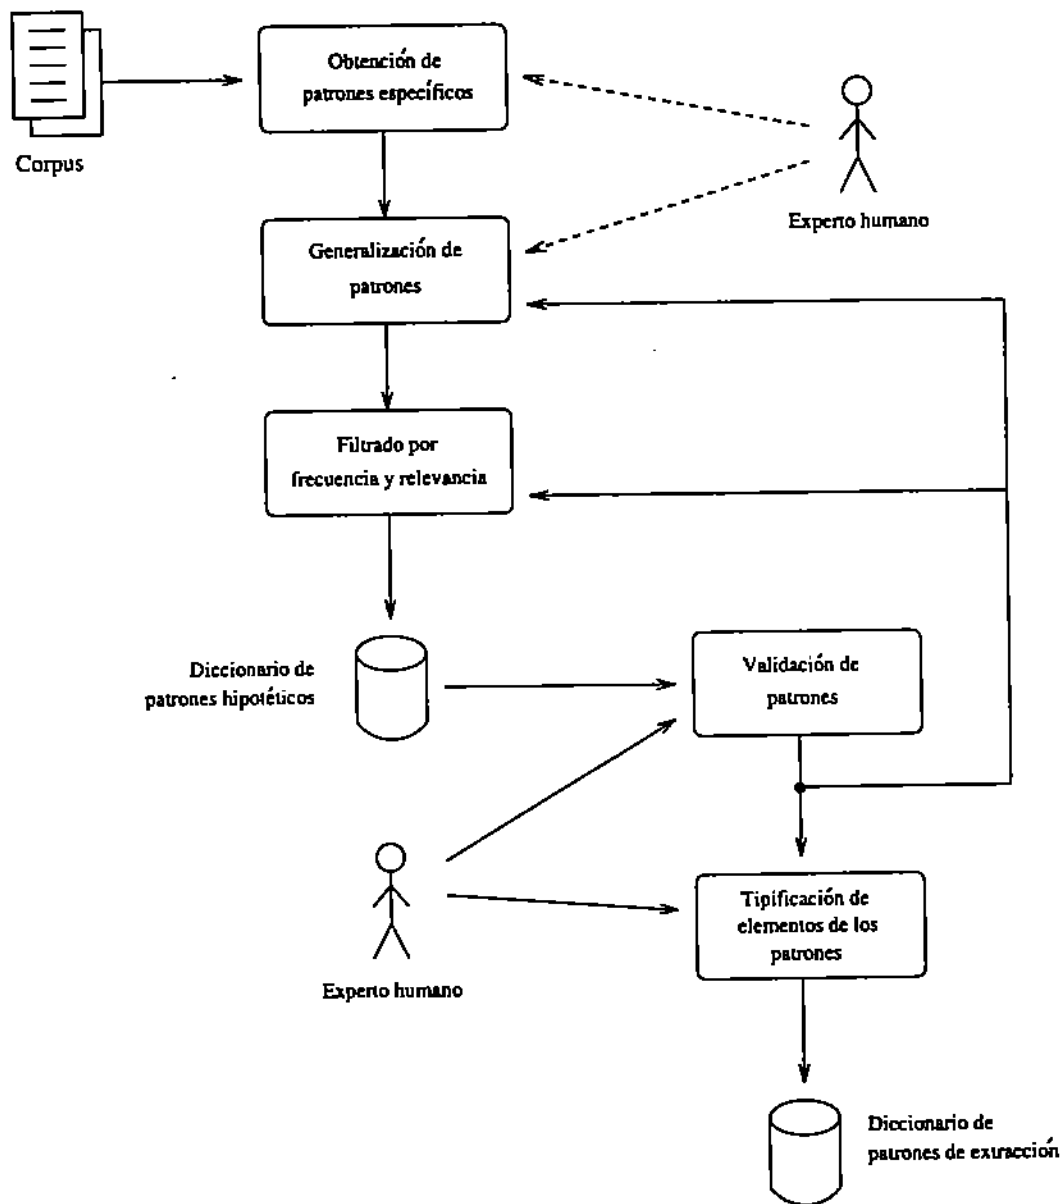 Obtención de
patrones específicos
Corpus
Experto humano
Generalización de
patrones
Filtrado por
frecuencia y relevancia
Diccionario de
patrones hipotéticos
Validación de
patrones
Experto humano
Tipificación de
elementos de los
patrones
Diccionario de
patrones de extracción